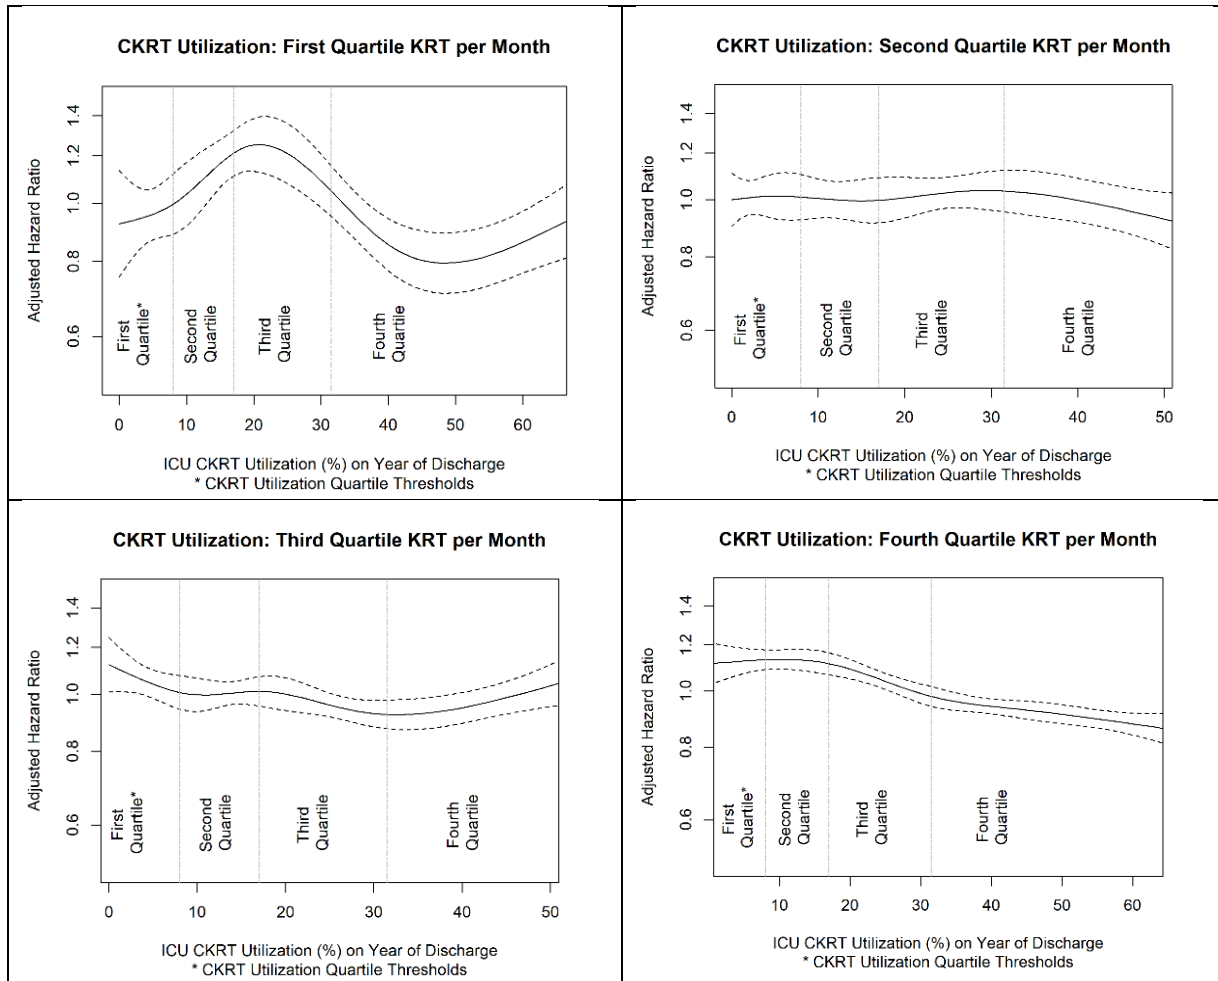 CKRT Utilization: First Quartile KRT per Month
Adjusted Hazard Ratio
1.4
1.2
1.0
0.8
0.6
First
Quartile*
Second
Quartile
Third
Quartile
Fourth
Quartile
0 10 20 30 40 50 60
ICU CKRT Utilization (%) on Year of Discharge
* CKRT Utilization Quartile Thresholds
CKRT Utilization: Second Quartile KRT per Month
Adjusted Hazard Ratio
1.4
1.2
1.0
0.8
0.6
First
Quartile*
Second
Quartile
Third
Quartile
Fourth
Quartile
0 10 20 30 40 50
ICU CKRT Utilization (%) on Year of Discharge
* CKRT Utilization Quartile Thresholds
CKRT Utilization: Third Quartile KRT per Month
Adjusted Hazard Ratio
1.4
1.2
1.0
0.8
0.6
First
Quartile*
Second
Quartile
Third
Quartile
Fourth
Quartile
0 10 20 30 40 50
ICU CKRT Utilization (%) on Year of Discharge
* CKRT Utilization Quartile Thresholds
CKRT Utilization: Fourth Quartile KRT per Month
Adjusted Hazard Ratio
1.4
1.2
1.0
0.8
0.6
First
Quartile*
Second
Quartile
Third
Quartile
Fourth
Quartile
10 20 30 40 50 60
ICU CKRT Utilization (%) on Year of Discharge
* CKRT Utilization Quartile Thresholds